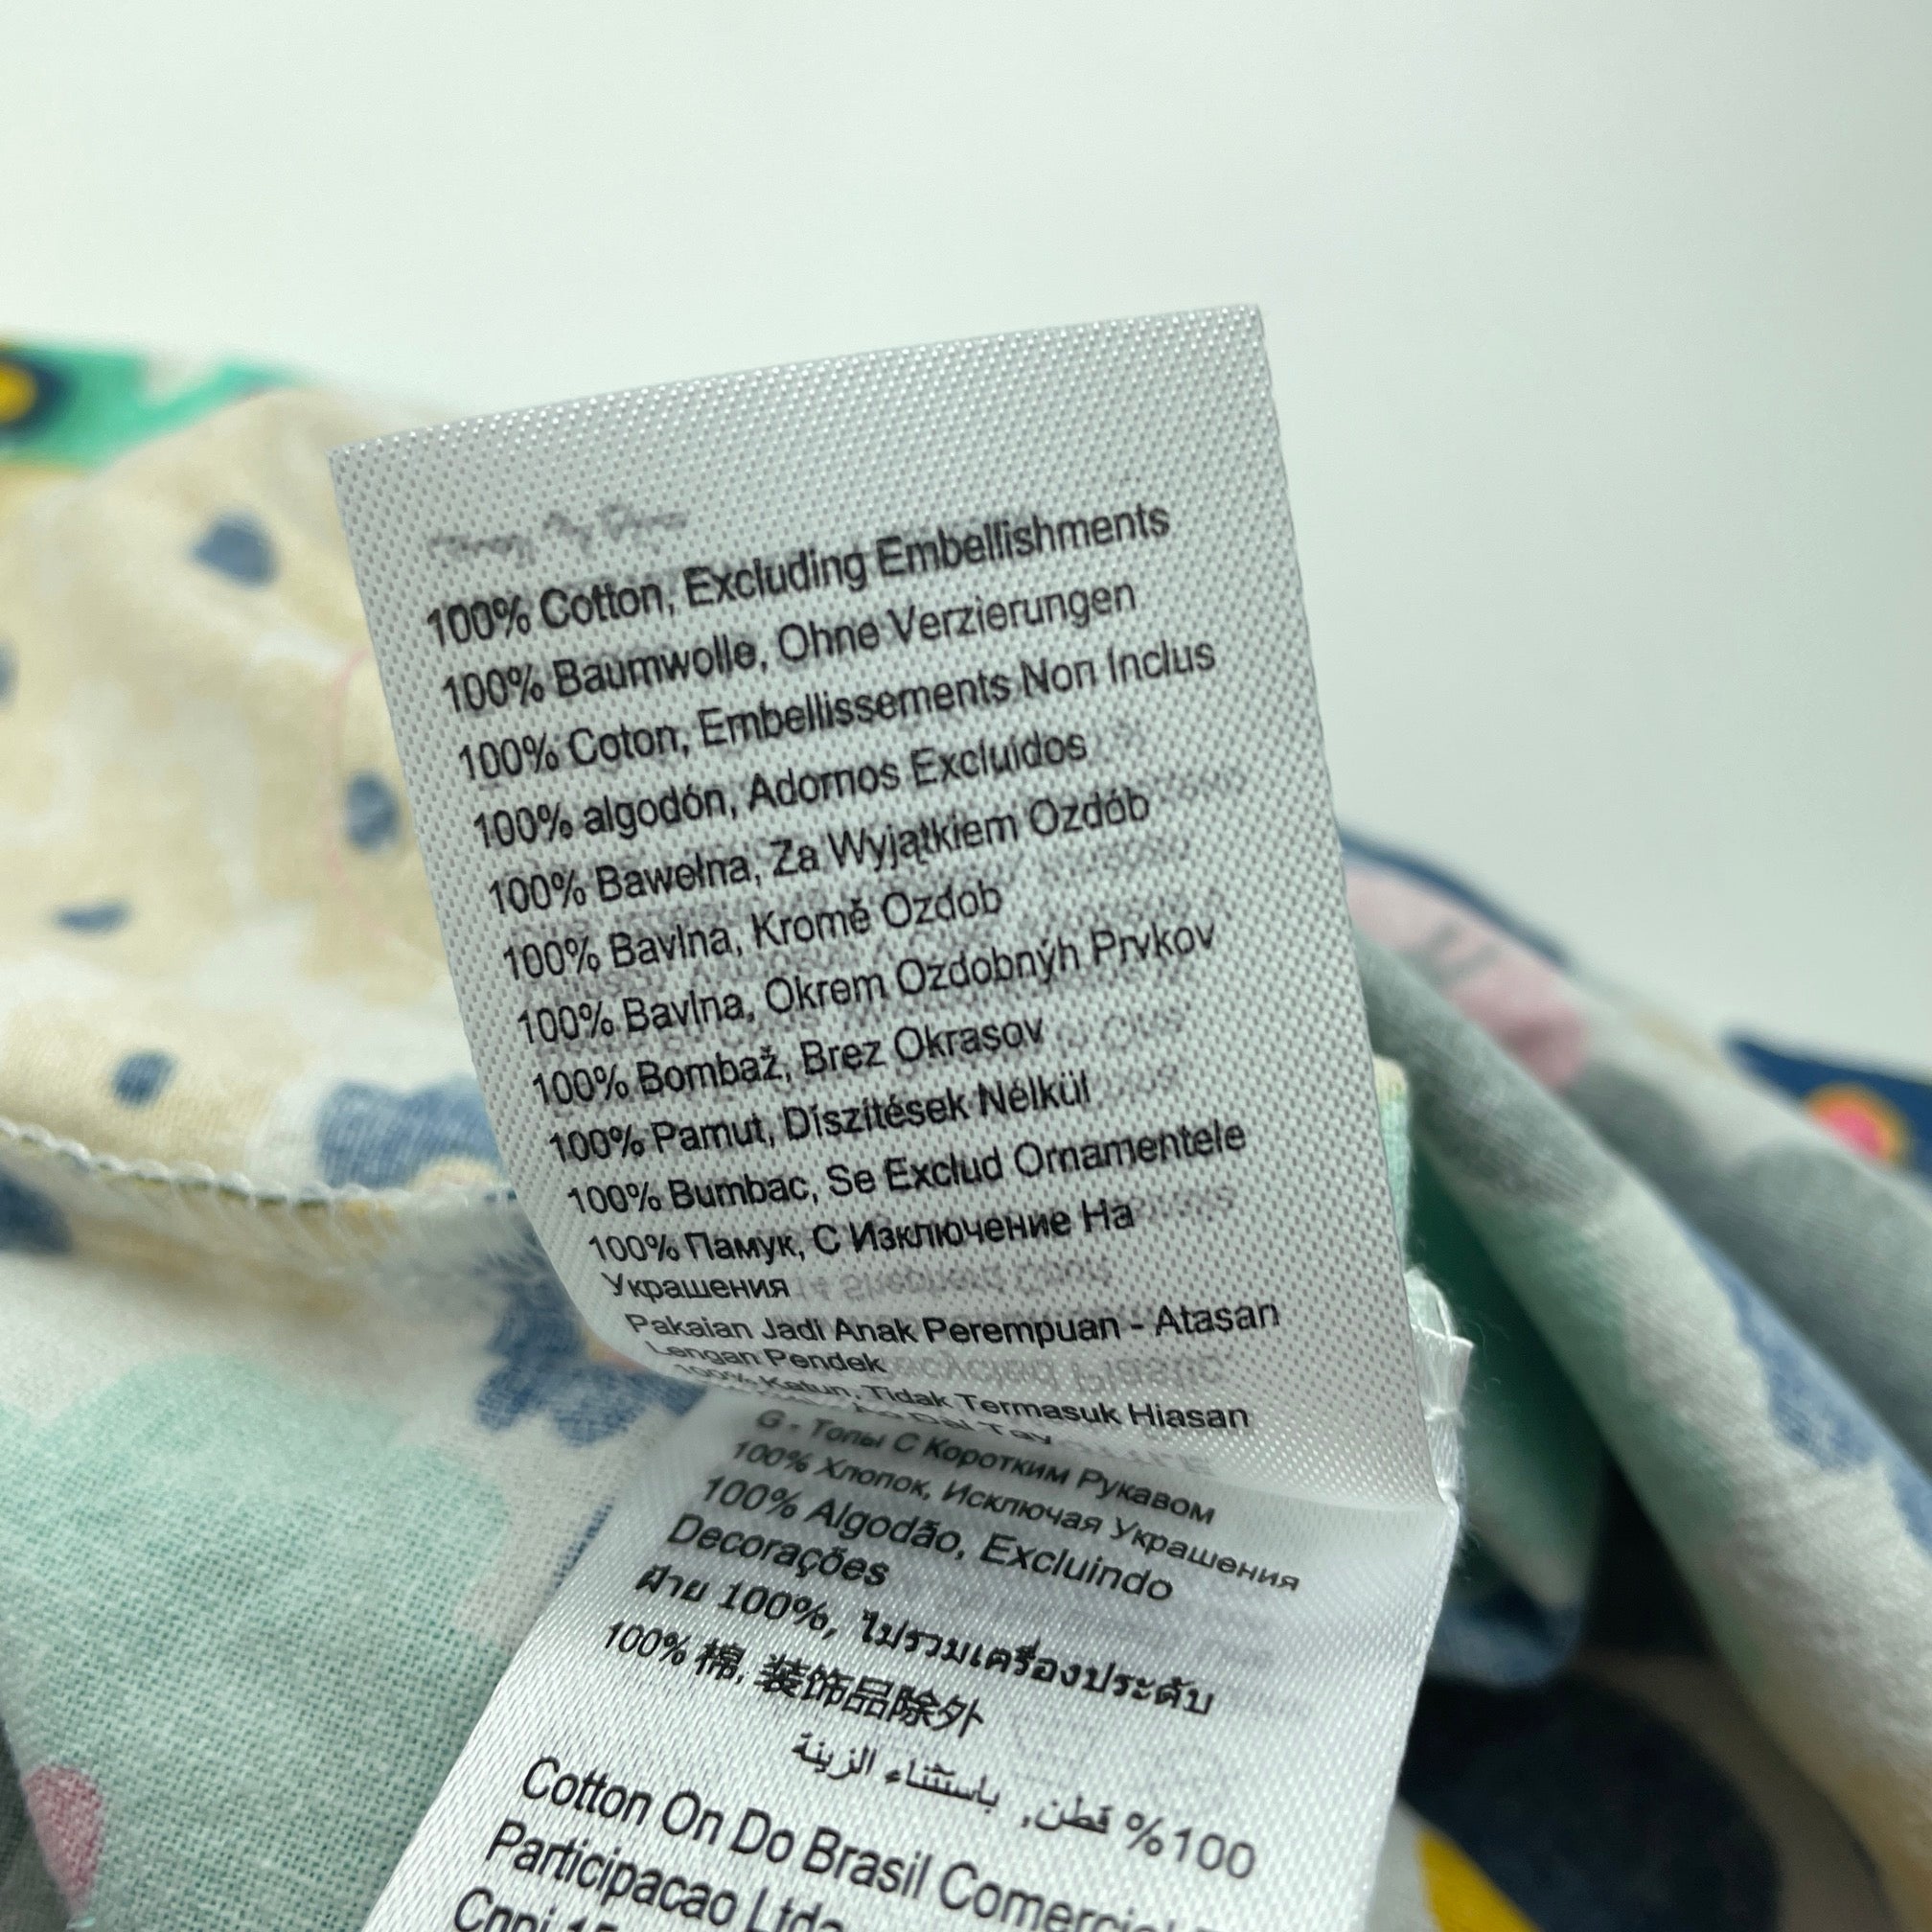 100% Cotton, Excluding Embellishments
100% Baumwolle, Ohne Verzierungen
100% Coton, Embellissements Non Inclus
100% algodón, Adornos Excluídos
100% Bawełna, Za Wyjątkiem Ozdób
100% Bavlna, Kromě Ozdob
100% Bavlna, Okrem Ozdobnýh Prvkov
100% Bombaž, Brez Okrasov
100% Pamut, Díszítések Nélkül
100% Bumbac, Se Exclud Ornamentele
100% Памук, С Изключение На
Украшения
Pakaian Jadi Anak Perempuan - Atasan
Lengan Pendek
100% Katun, Tidak Termasuk Hiasan
G - Топы С Коротким Рукавом
100% Хлопок, Исключая Украшения
100% Algodão, Excluindo
Decorações
ฝ้าย 100%, ไม่รวมเครื่องประดับ
100% 棉, 装饰品除外
100% قطن, باستثناء الزينة
Cotton On Do Brasil
Participacao Ltda